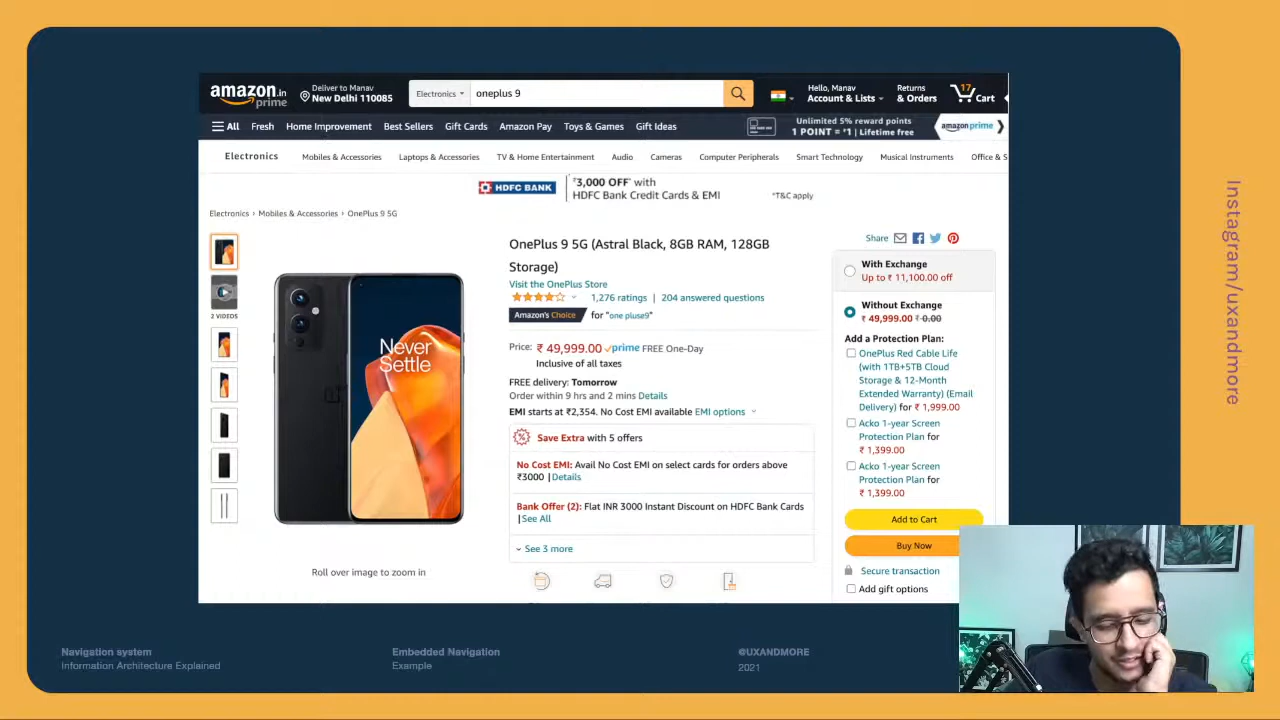 amazon.in
prime
Deliver to Manav
New Delhi 110085
Electronics
oneplus 9
Hello, Manav
Account & Lists
Returns
& Orders
17
Cart
All
Fresh
Home Improvement
Best Sellers
Gift Cards
Amazon Pay
Toys & Games
Gift Ideas
Unlimited 5% reward points
1 POINT = ₹1 | Lifetime free
amazon prime
Electronics
Mobiles & Accessories
Laptops & Accessories
TV & Home Entertainment
Audio
Cameras
Computer Peripherals
Smart Technology
Musical Instruments
Office & S
HDFC BANK
₹3,000 OFF* with
HDFC Bank Credit Cards & EMI
*T&C apply
Electronics › Mobiles & Accessories › OnePlus 9 5G
2 VIDEOS
Never
Settle
Roll over image to zoom in
OnePlus 9 5G (Astral Black, 8GB RAM, 128GB
Storage)
Visit the OnePlus Store
1,276 ratings | 204 answered questions
Amazon's Choice for "one pluse9"
Price: ₹ 49,999.00 prime FREE One-Day
Inclusive of all taxes
FREE delivery: Tomorrow
Order within 9 hrs and 2 mins Details
EMI starts at ₹2,354. No Cost EMI available EMI options
Save Extra with 5 offers
No Cost EMI: Avail No Cost EMI on select cards for orders above
₹3000 | Details
Bank Offer (2): Flat INR 3000 Instant Discount on HDFC Bank Cards
| See All
See 3 more
Share
With Exchange
Up to ₹ 11,100.00 off
Without Exchange
₹ 49,999.00 ₹ 0.00
Add a Protection Plan:
OnePlus Red Cable Life
(with 1TB+5TB Cloud
Storage & 12-Month
Extended Warranty) (Email
Delivery) for ₹ 1,999.00
Acko 1-year Screen
Protection Plan for
₹ 1,399.00
Acko 1-year Screen
Protection Plan for
₹ 1,399.00
Add to Cart
Buy Now
Secure transaction
Add gift options
Instagram/uxandmore
Navigation system
Information Architecture Explained
Embedded Navigation
Example
@UXANDMORE
2021